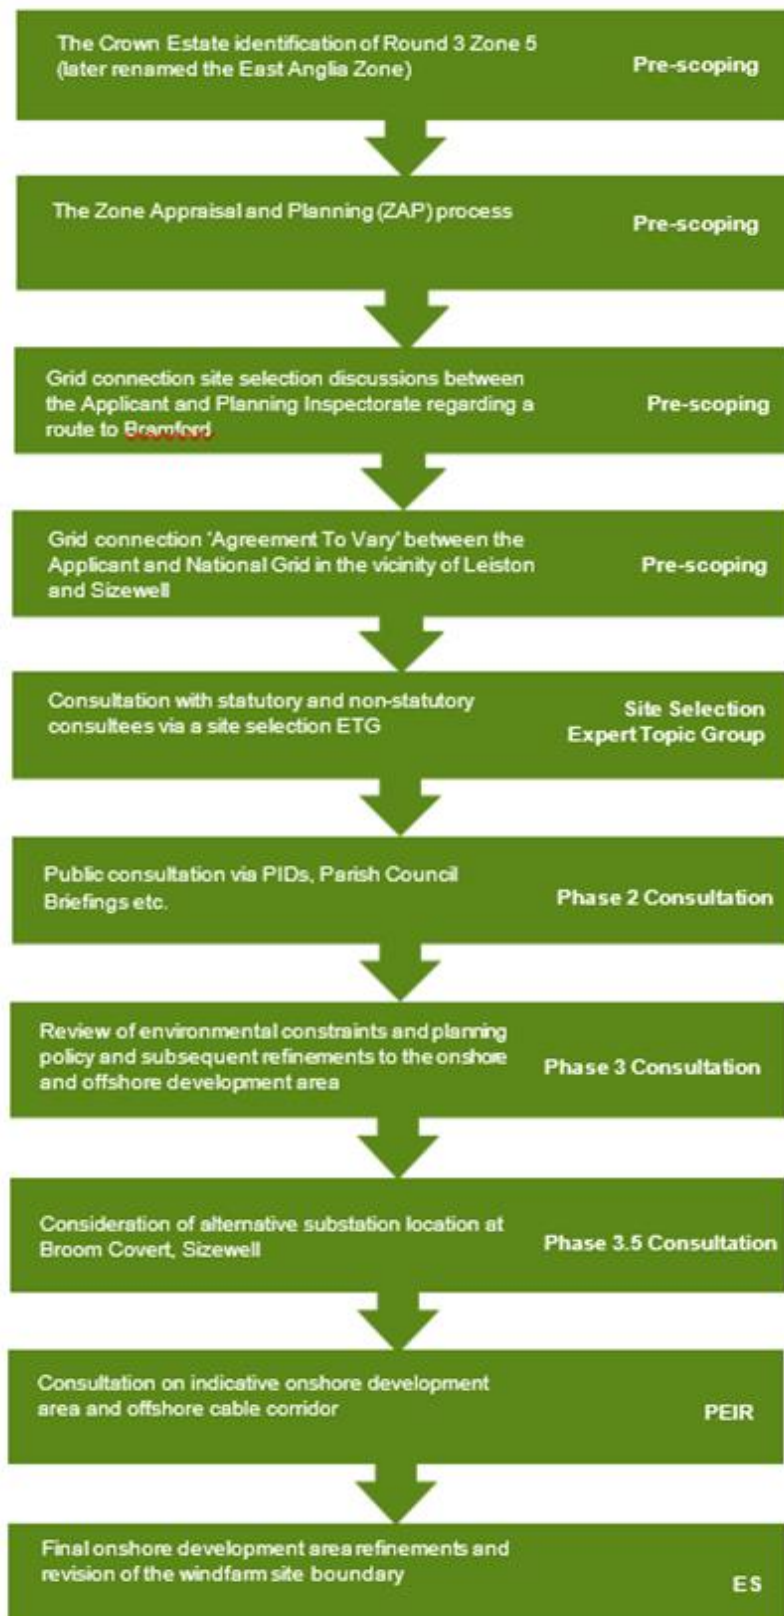 The Crown Estate identification of Round 3 Zone 5
(later renamed the East Anglia Zone)
Pre-scoping
The Zone Appraisal and Planning (ZAP) process
Pre-scoping
Grid connection site selection discussions between
the Applicant and Planning Inspectorate regarding a
route to Bramford
Pre-scoping
Grid connection 'Agreement To Vary' between the
Applicant and National Grid in the vicinity of Leiston
and Sizewell
Pre-scoping
Consultation with statutory and non-statutory
consultees via a site selection ETG
Site Selection
Expert Topic Group
Public consultation via PIDs, Parish Council
Briefings etc.
Phase 2 Consultation
Review of environmental constraints and planning
policy and subsequent refinements to the onshore
and offshore development area
Phase 3 Consultation
Consideration of alternative substation location at
Broom Covert, Sizewell
Phase 3.5 Consultation
Consultation on indicative onshore development
area and offshore cable corridor
PEIR
Final onshore development area refinements and
revision of the windfarm site boundary
ES